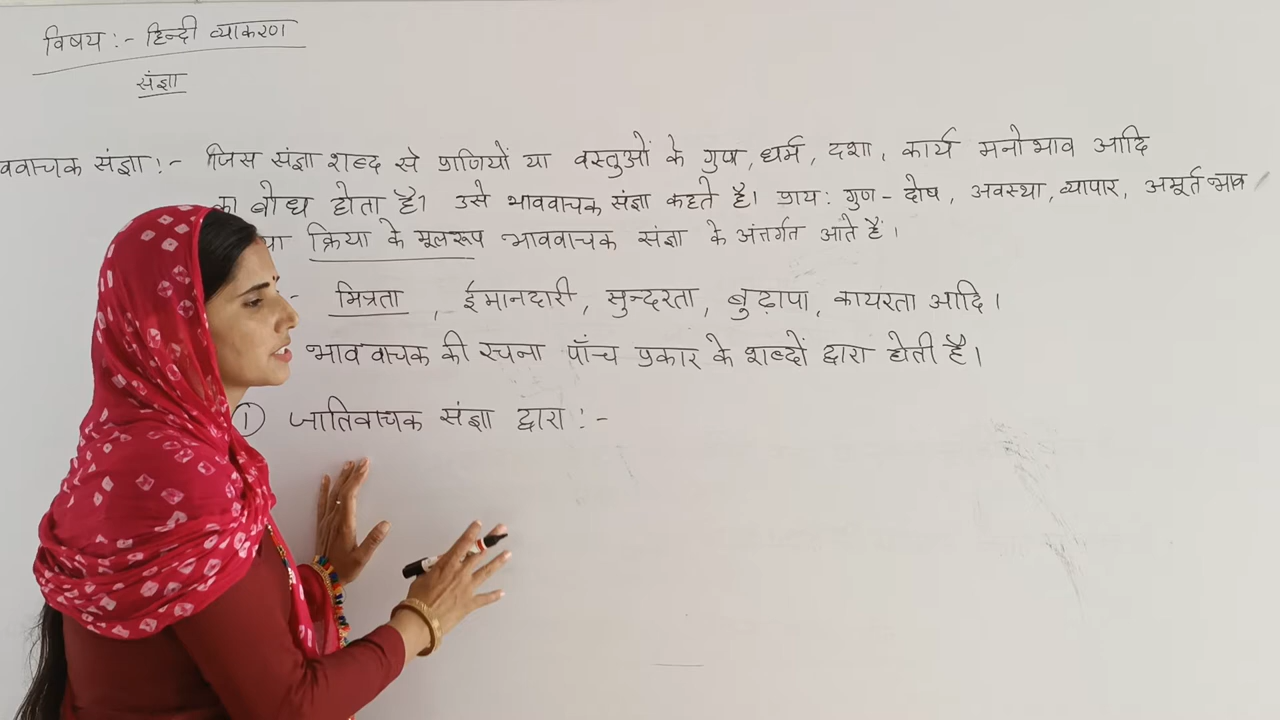 विषय :- हिन्दी व्याकरण
संज्ञा
ववाचक संज्ञा :- जिस संज्ञा शब्द से प्राणियों या वस्तुओं के गुण, धर्म, दशा, कार्य मनोभाव आदि
का बोध होता है। उसे भाववाचक संज्ञा कहते है। प्राय: गुण - दोष, अवस्था, व्यापार, अमूर्त भाव
क्रिया के मूलरूप भाववाचक संज्ञा के अंतर्गत आते हैं।
- मित्रता, ईमानदारी, सुन्दरता, बुढ़ापा, कायरता आदि।
भाववाचक की रचना पाँच प्रकार के शब्दों द्वारा होती है।
① जातिवाचक संज्ञा द्वारा :-